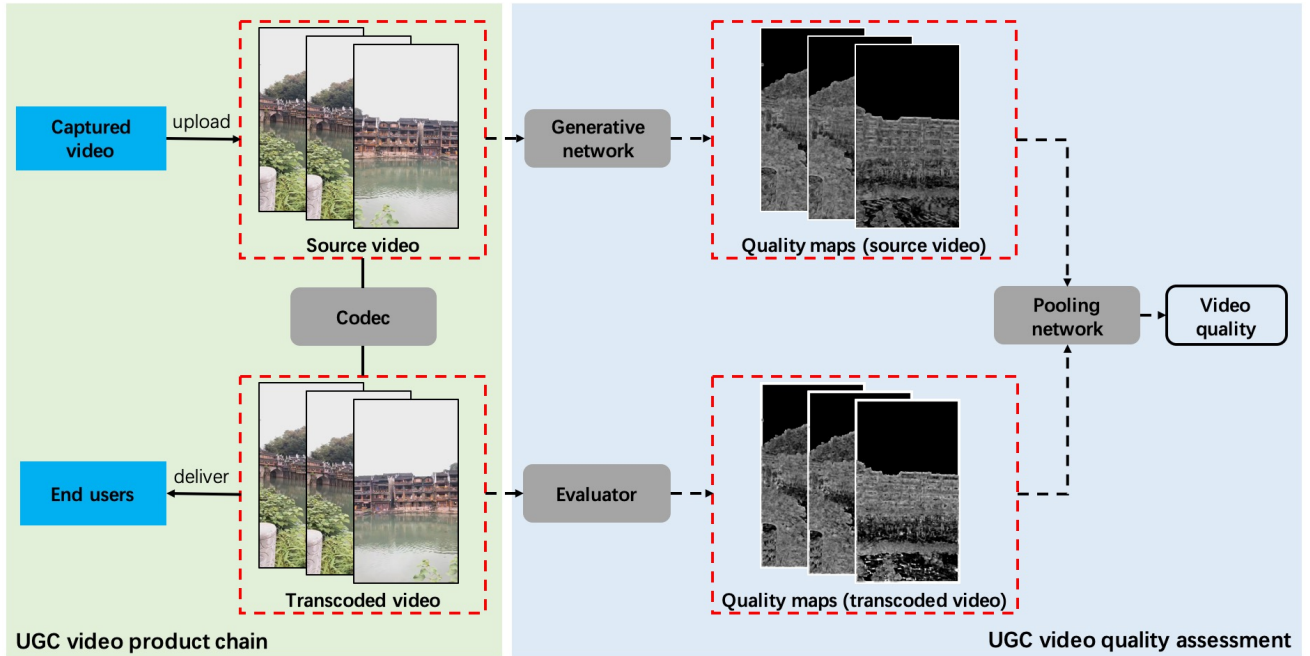 Captured
video
upload
Source video
Generative
network
Quality maps (source video)
Codec
Pooling
network
Video
quality
End users
deliver
Transcoded video
Evaluator
Quality maps (transcoded video)
UGC video product chain
UGC video quality assessment